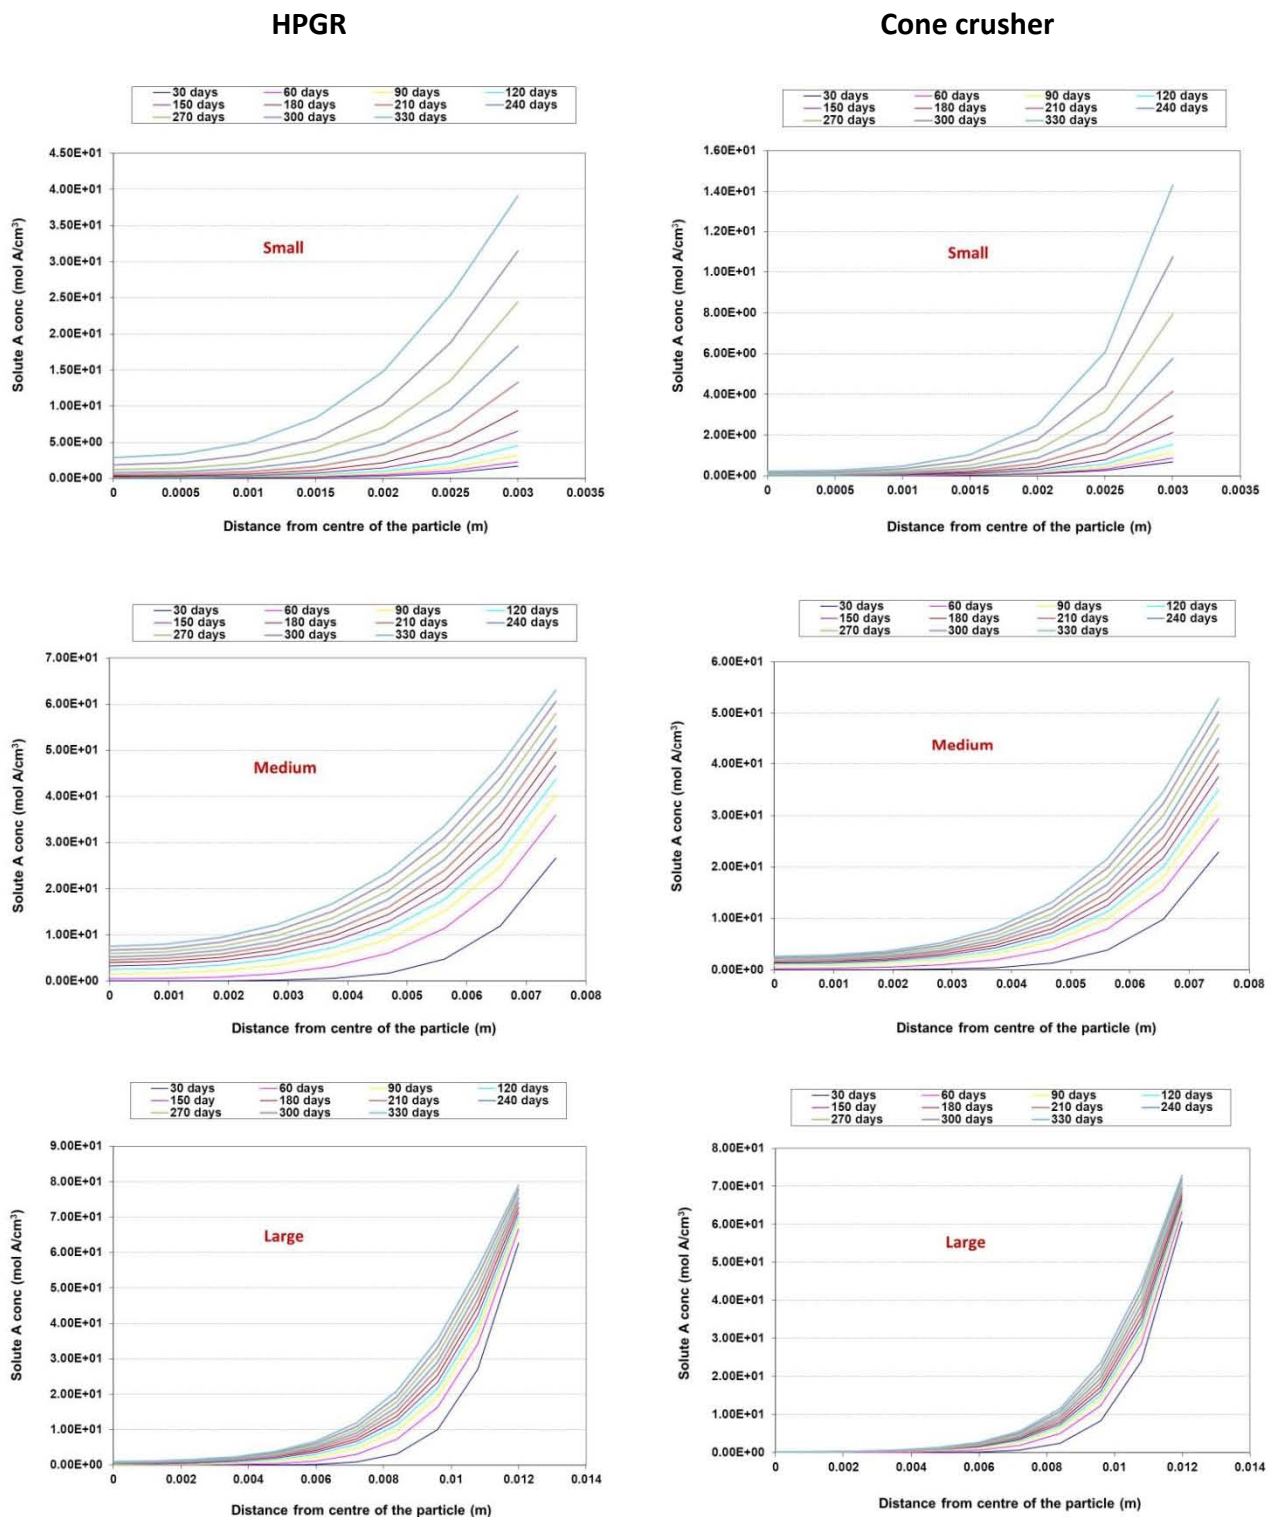 HPGR
Cone crusher
30 days 60 days 90 days 120 days
150 days 180 days 210 days 240 days
270 days 300 days 330 days
4.50E+01
4.00E+01
3.50E+01
3.00E+01
2.50E+01
2.00E+01
1.50E+01
1.00E+01
5.00E+00
0.00E+00
Solute A conc (mol A/cm³)
Small
0 0.0005 0.001 0.0015 0.002 0.0025 0.003 0.0035
Distance from centre of the particle (m)
30 days 60 days 90 days 120 days
150 days 180 days 210 days 240 days
270 days 300 days 330 days
1.60E+01
1.40E+01
1.20E+01
1.00E+01
8.00E+00
6.00E+00
4.00E+00
2.00E+00
0.00E+00
Solute A conc (mol A/cm³)
Small
0 0.0005 0.001 0.0015 0.002 0.0025 0.003 0.0035
Distance from centre of the particle (m)
30 days 60 days 90 days 120 days
150 days 180 days 210 days 240 days
270 days 300 days 330 days
7.00E+01
6.00E+01
5.00E+01
4.00E+01
3.00E+01
2.00E+01
1.00E+01
0.00E+00
Solute A conc (mol A/cm³)
Medium
0 0.001 0.002 0.003 0.004 0.005 0.006 0.007 0.008
Distance from centre of the particle (m)
30 days 60 days 90 days 120 days
150 days 180 days 210 days 240 days
270 days 300 days 330 days
6.00E+01
5.00E+01
4.00E+01
3.00E+01
2.00E+01
1.00E+01
0.00E+00
Solute A conc (mol A/cm³)
Medium
0 0.001 0.002 0.003 0.004 0.005 0.006 0.007 0.008
Distance from centre of the particle (m)
30 days 60 days 90 days 120 days
150 day 180 days 210 days 240 days
270 days 300 days 330 days
9.00E+01
8.00E+01
7.00E+01
6.00E+01
5.00E+01
4.00E+01
3.00E+01
2.00E+01
1.00E+01
0.00E+00
Solute A conc (mol A/cm³)
Large
0 0.002 0.004 0.006 0.008 0.01 0.012 0.014
Distance from centre of the particle (m)
30 days 60 days 90 days 120 days
150 day 180 days 210 days 240 days
270 days 300 days 330 days
8.00E+01
7.00E+01
6.00E+01
5.00E+01
4.00E+01
3.00E+01
2.00E+01
1.00E+01
0.00E+00
Solute A conc (mol A/cm³)
Large
0 0.002 0.004 0.006 0.008 0.01 0.012 0.014
Distance from centre of the particle (m)